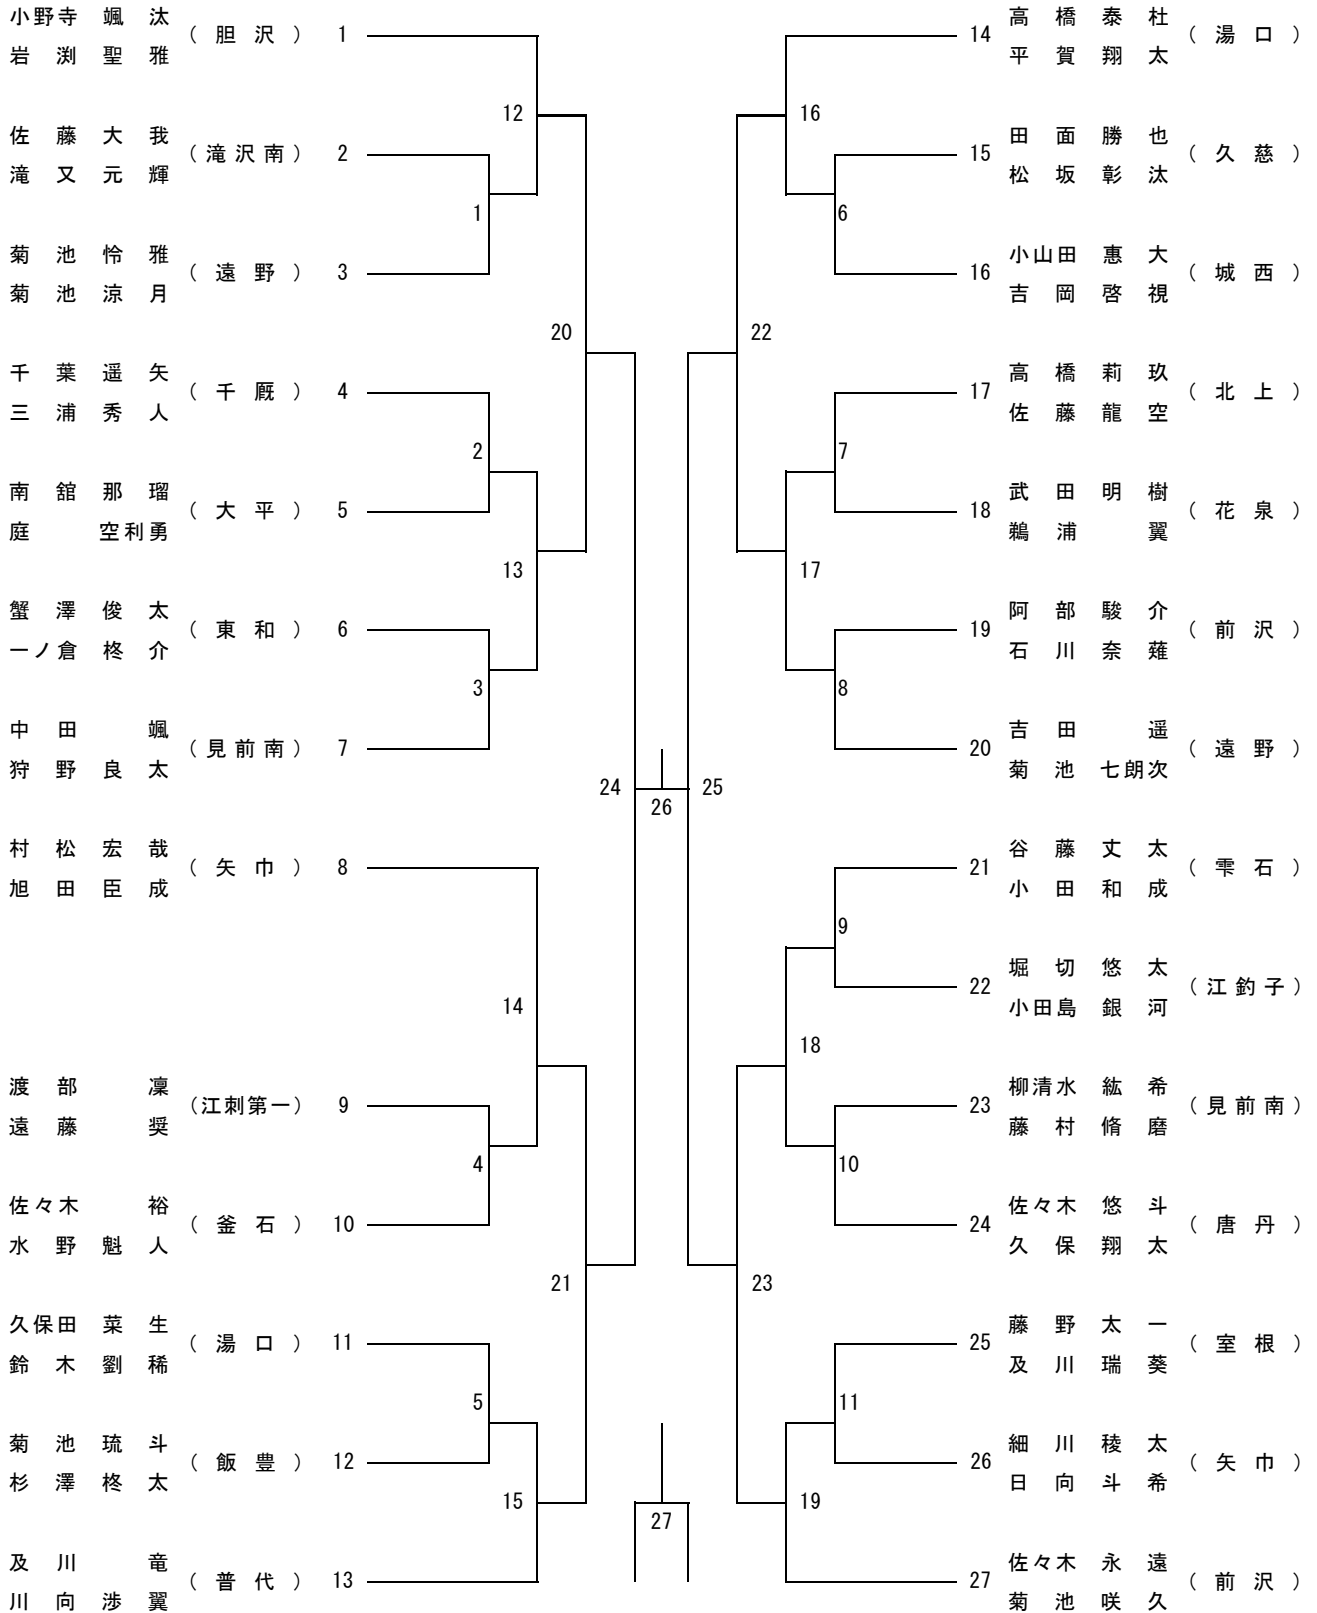 小野寺 颯 汰
岩 渕 聖 雅
( 胆 沢 ) 1
佐 藤 大 我
滝 又 元 輝
( 滝 沢 南 ) 2
菊 池 怜 雅
菊 池 涼 月
( 遠 野 ) 3
千 葉 遥 矢
三 浦 秀 人
( 千 厩 ) 4
南 舘 那 瑠
庭 空利勇
( 大 平 ) 5
蟹 澤 俊 太
一ノ倉 柊 介
( 東 和 ) 6
中 田 颯
狩 野 良 太
( 見 前 南 ) 7
村 松 宏 哉
旭 田 臣 成
( 矢 巾 ) 8
渡 部 凜
遠 藤 奨
(江刺第一) 9
佐々木 裕
水 野 魁 人
( 釜 石 ) 10
久保田 菜 生
鈴 木 劉 稀
( 湯 口 ) 11
菊 池 琉 斗
杉 澤 柊 太
( 飯 豊 ) 12
及 川 竜
川 向 渉 翼
( 普 代 ) 13
12
1
20
2
13
3
24
14
4
21
5
15
26
27
25
16
6
22
7
17
8
9
18
10
23
11
19
14 高 橋 泰 杜
平 賀 翔 太
( 湯 口 )
15 田 面 勝 也
松 坂 彰 汰
( 久 慈 )
16 小山田 惠 大
吉 岡 啓 視
( 城 西 )
17 高 橋 莉 玖
佐 藤 龍 空
( 北 上 )
18 武 田 明 樹
鵜 浦 翼
( 花 泉 )
19 阿 部 駿 介
石 川 奈 薙
( 前 沢 )
20 吉 田 遥
菊 池 七朗次
( 遠 野 )
21 谷 藤 丈 太
小 田 和 成
( 雫 石 )
22 堀 切 悠 太
小田島 銀 河
( 江 釣 子 )
23 柳清水 紘 希
藤 村 脩 磨
( 見 前 南 )
24 佐々木 悠 斗
久 保 翔 太
( 唐 丹 )
25 藤 野 太 一
及 川 瑞 葵
( 室 根 )
26 細 川 稜 太
日 向 斗 希
( 矢 巾 )
27 佐々木 永 遠
菊 池 咲 久
( 前 沢 )